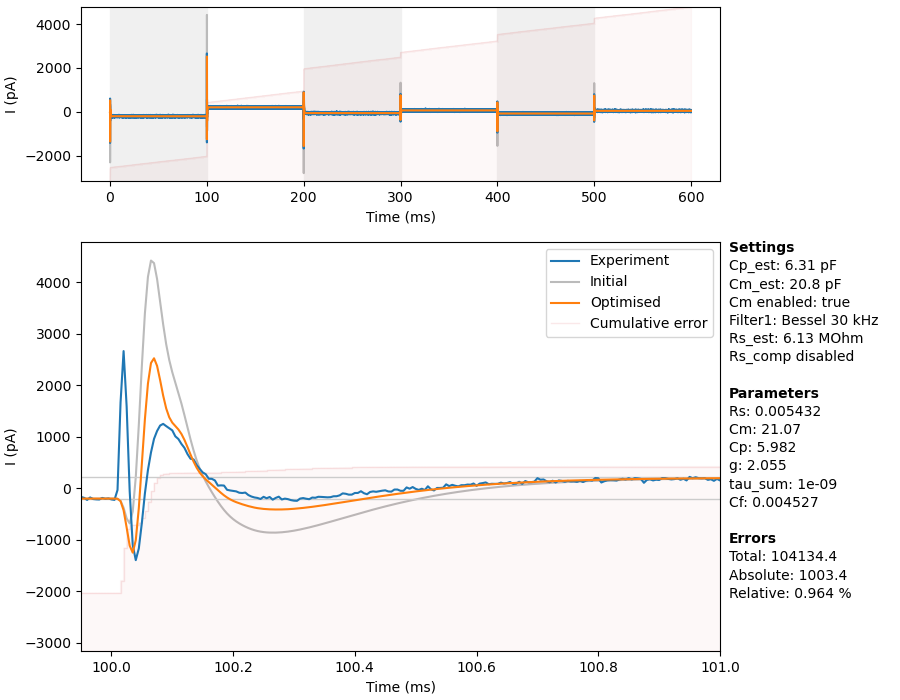 4000
2000
0
−2000
I (pA)
0 100 200 300 400 500 600
Time (ms)
4000
3000
2000
1000
0
−1000
−2000
−3000
I (pA)
Experiment
Initial
Optimised
Cumulative error
100.0 100.2 100.4 100.6 100.8 101.0
Time (ms)
Settings
Cp_est: 6.31 pF
Cm_est: 20.8 pF
Cm enabled: true
Filter1: Bessel 30 kHz
Rs_est: 6.13 MOhm
Rs_comp disabled
Parameters
Rs: 0.005432
Cm: 21.07
Cp: 5.982
g: 2.055
tau_sum: 1e-09
Cf: 0.004527
Errors
Total: 104134.4
Absolute: 1003.4
Relative: 0.964 %